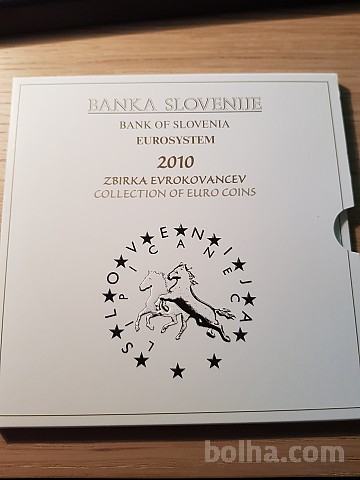 BANKA SLOVENIJE
BANK OF SLOVENIA
EUROSYSTEM
2010
ZBIRKA EVROKOVANCEV
COLLECTION OF EURO COINS
SLOVENIJA
LIPICANEC
bolha.com